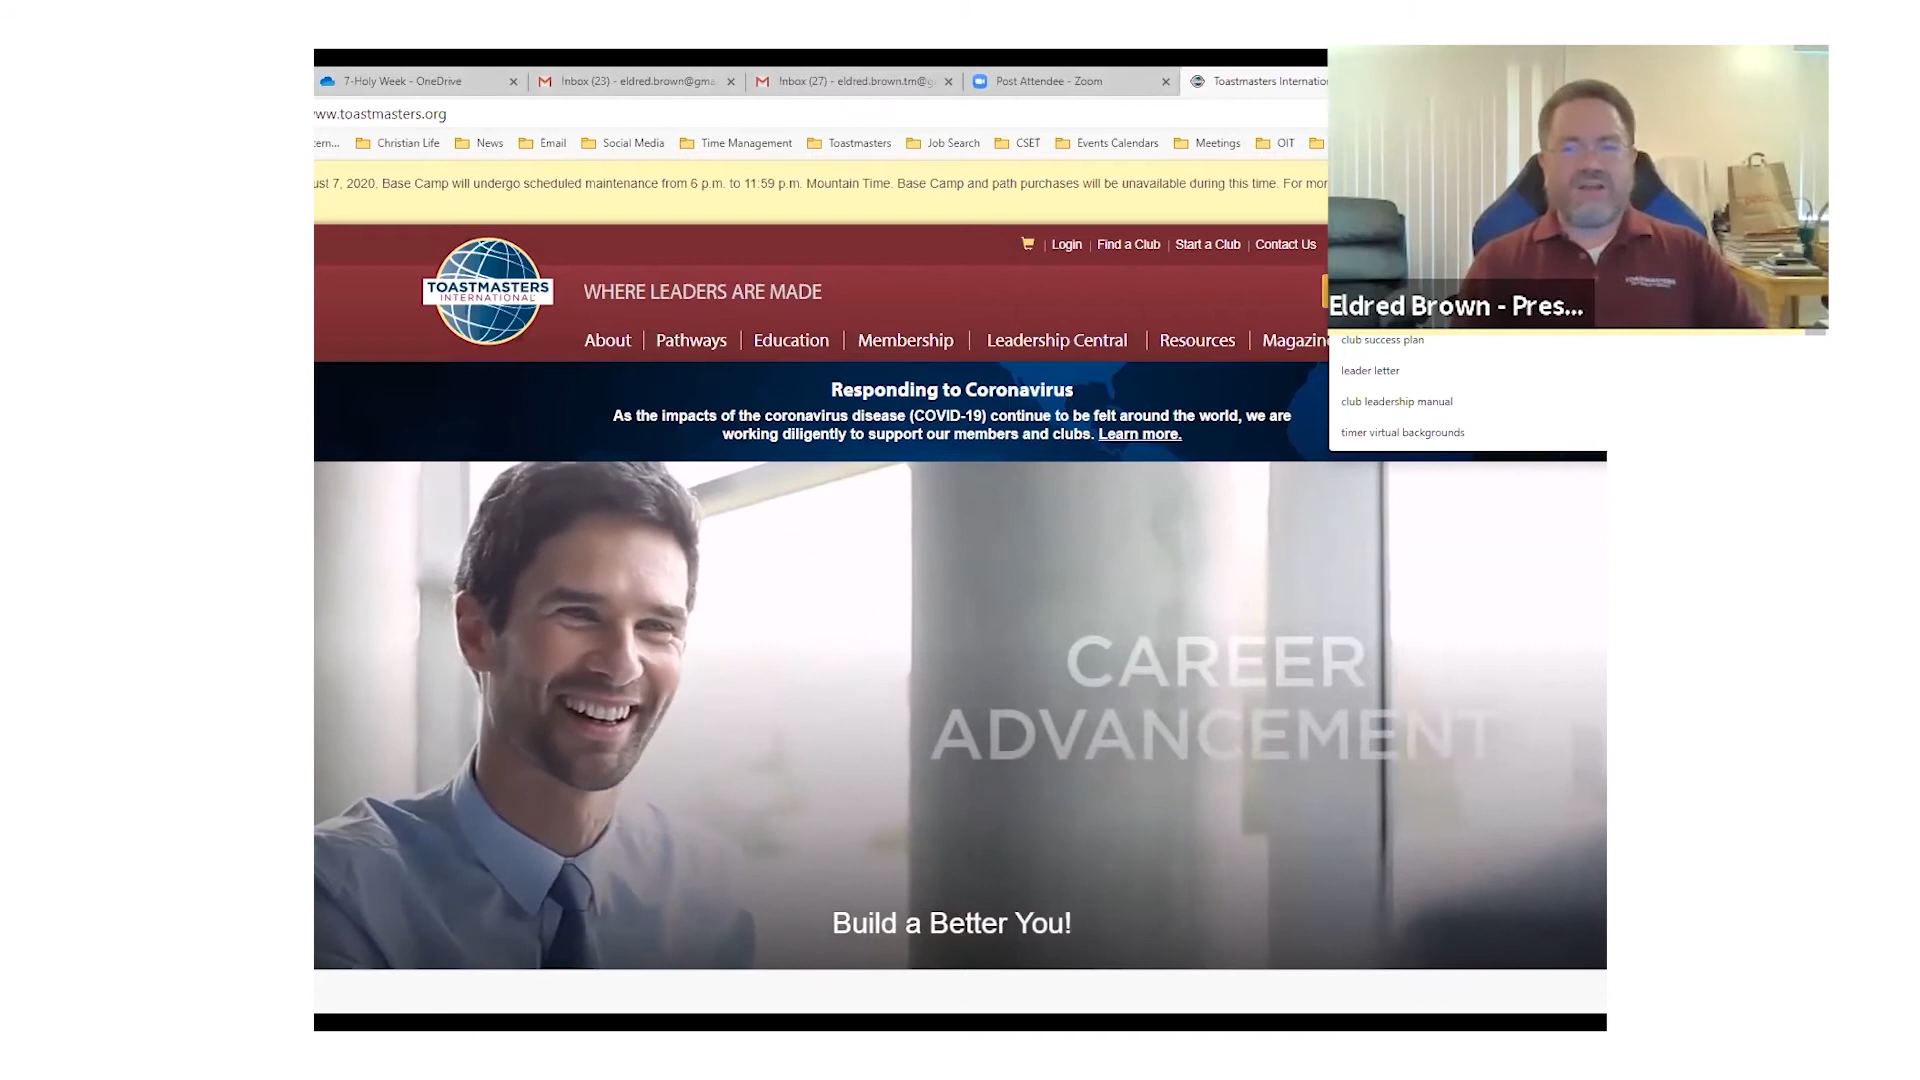 7-Holy Week - OneDrive
Inbox (23) - eldred.brown@gma
Inbox (27) - eldred.brown.tm@g
Post Attendee - Zoom
Toastmasters Internation
www.toastmasters.org
Christian Life
News
Email
Social Media
Time Management
Toastmasters
Job Search
CSET
Events Calendars
Meetings
OIT
ust 7, 2020. Base Camp will undergo scheduled maintenance from 6 p.m. to 11:59 p.m. Mountain Time. Base Camp and path purchases will be unavailable during this time. For mor
Login | Find a Club | Start a Club | Contact Us
TOASTMASTERS
INTERNATIONAL
WHERE LEADERS ARE MADE
About | Pathways | Education | Membership | Leadership Central | Resources | Magazine
TOASTMASTERS
Eldred Brown - Pres...
club success plan
leader letter
club leadership manual
timer virtual backgrounds
Responding to Coronavirus
As the impacts of the coronavirus disease (COVID-19) continue to be felt around the world, we are
working diligently to support our members and clubs. Learn more.
CAREER
ADVANCEMENT
Build a Better You!